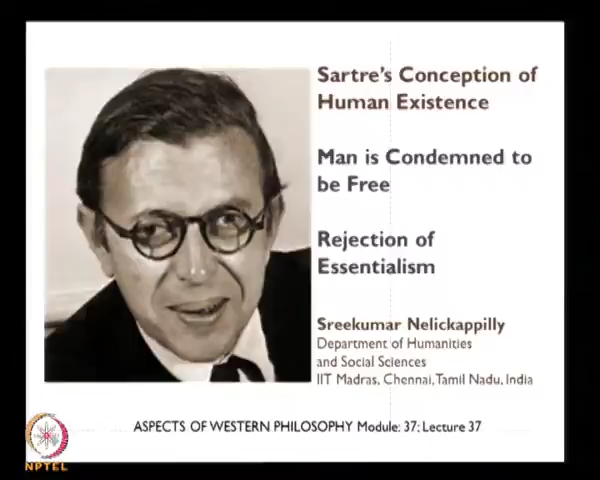 Sartre's Conception of
Human Existence
Man is Condemned to
be Free
Rejection of
Essentialism
Sreekumar Nelickappilly
Department of Humanities
and Social Sciences
IIT Madras, Chennai,Tamil Nadu, India
ASPECTS OF WESTERN PHILOSOPHY Module: 37; Lecture 37
NPTEL